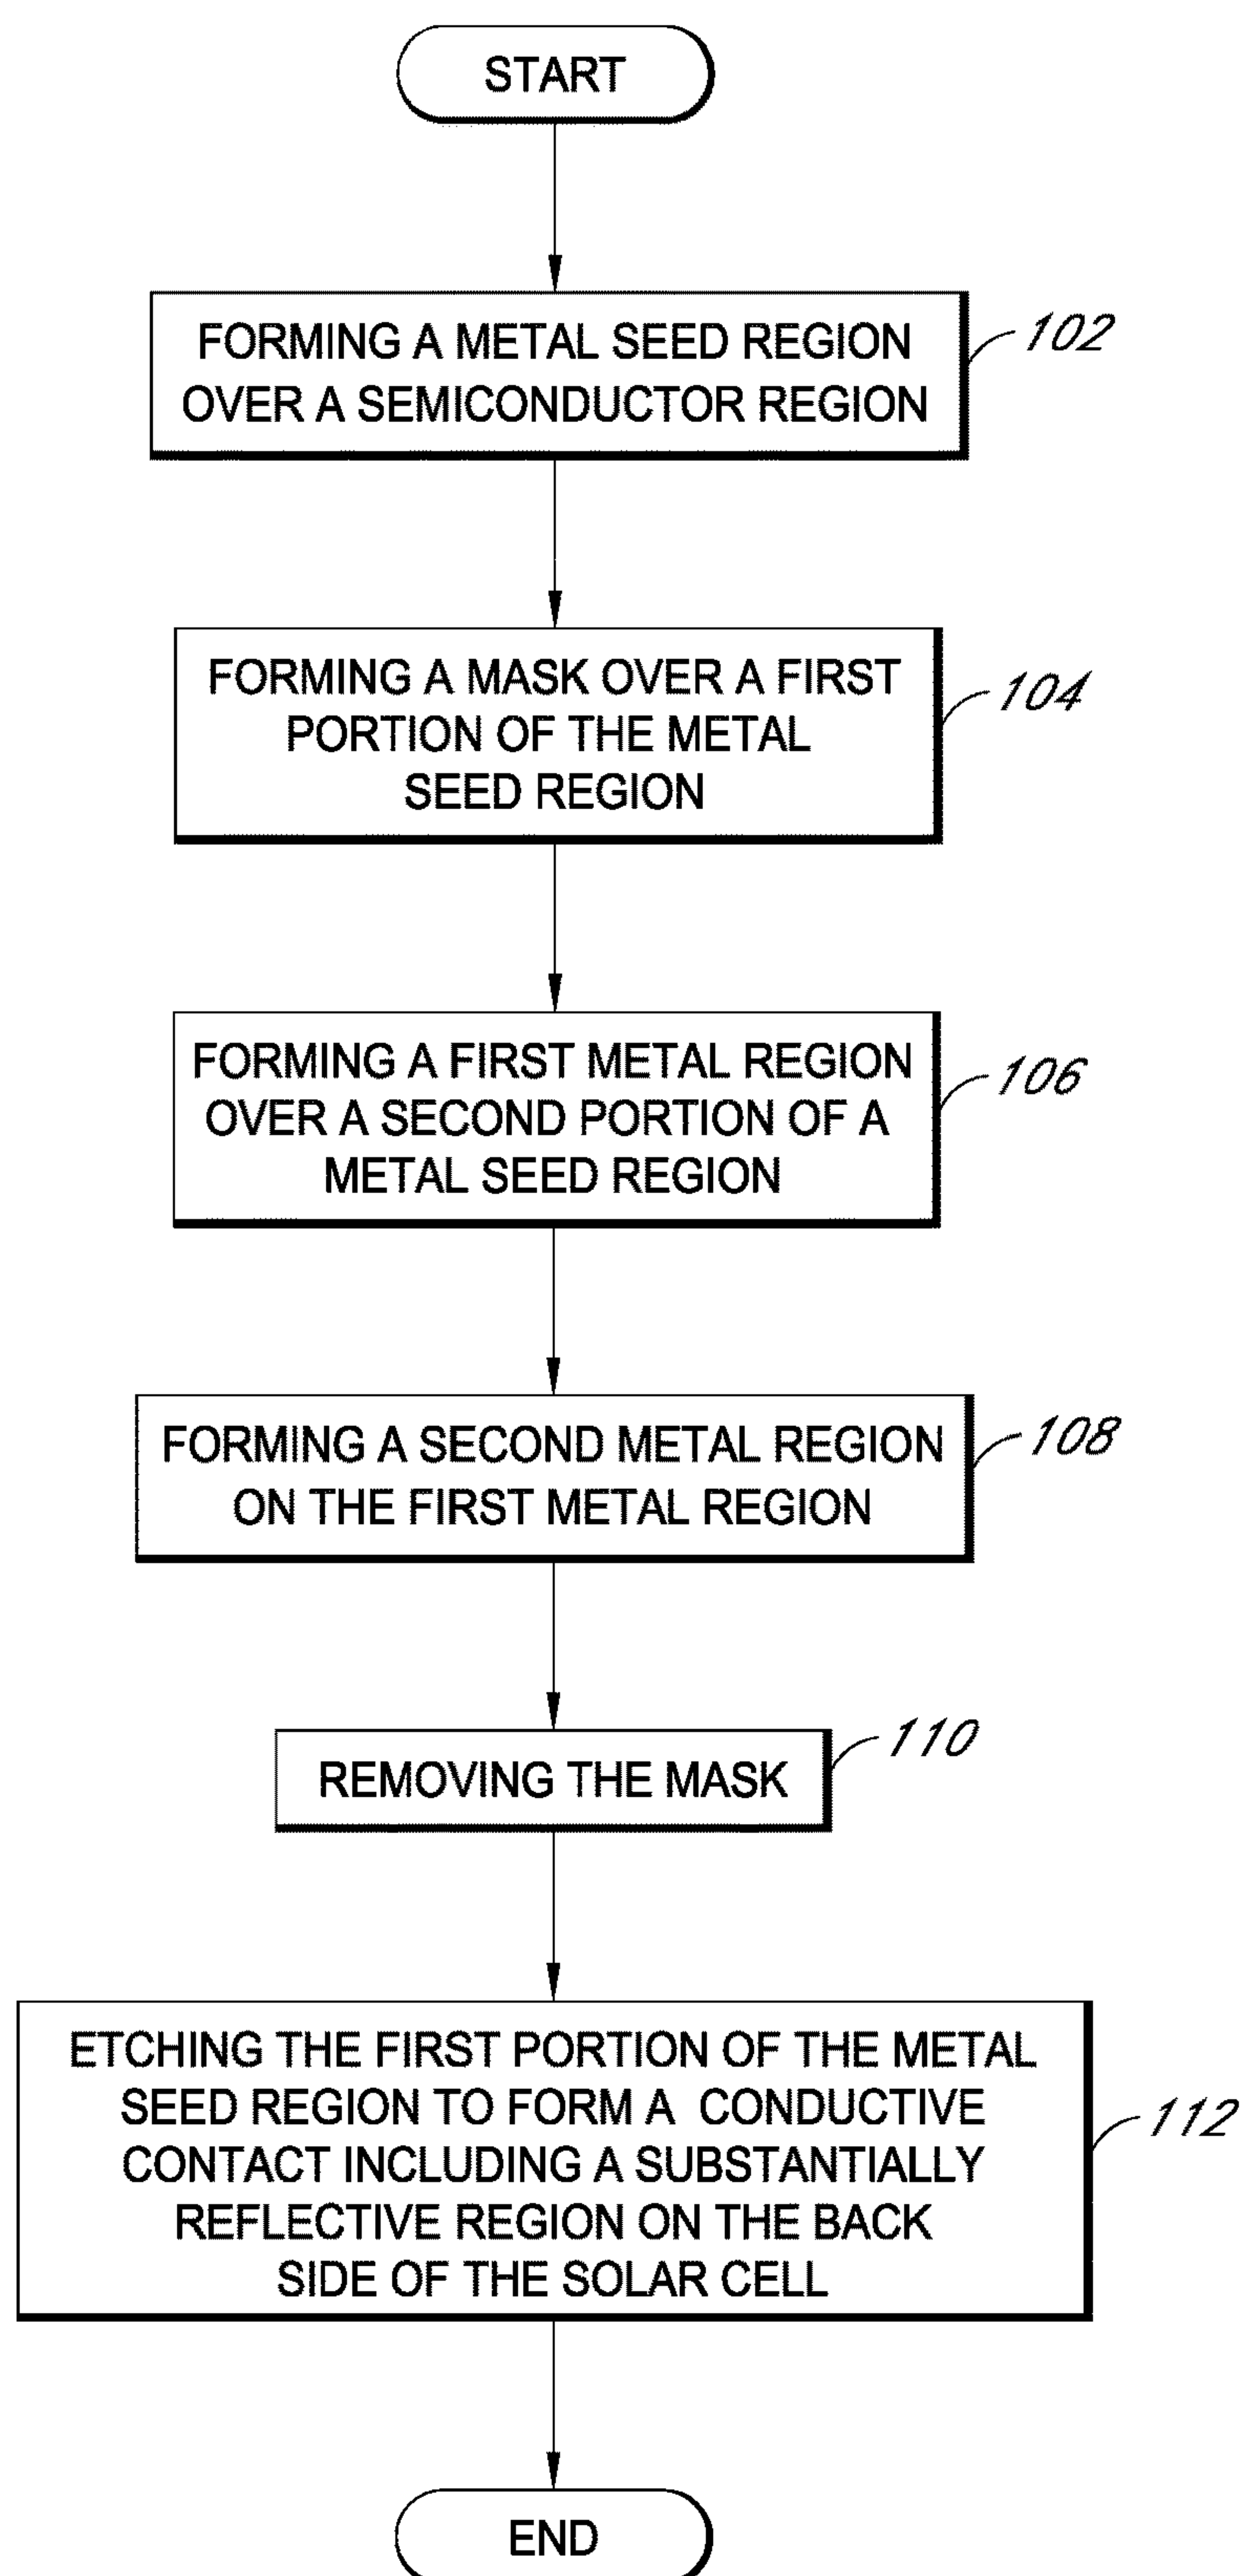 START
FORMING A METAL SEED REGION
OVER A SEMICONDUCTOR REGION
102
FORMING A MASK OVER A FIRST
PORTION OF THE METAL
SEED REGION
104
FORMING A FIRST METAL REGION
OVER A SECOND PORTION OF A
METAL SEED REGION
106
FORMING A SECOND METAL REGION
ON THE FIRST METAL REGION
108
REMOVING THE MASK
110
ETCHING THE FIRST PORTION OF THE METAL
SEED REGION TO FORM A CONDUCTIVE
CONTACT INCLUDING A SUBSTANTIALLY
REFLECTIVE REGION ON THE BACK
SIDE OF THE SOLAR CELL
112
END